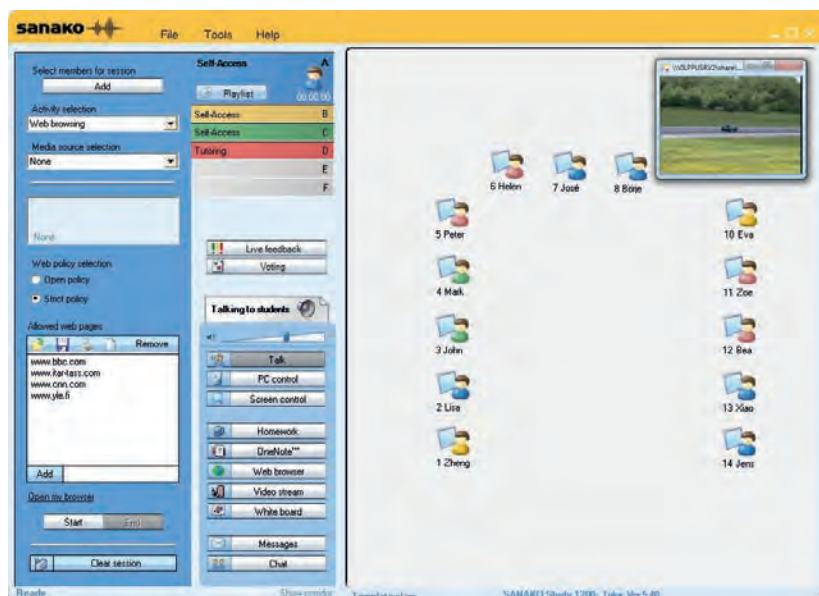 sanako
File Tools Help
Select members for session
Add
Activity selection
Web browsing
Media source selection
None
None
Web policy selection
Open policy
Strict policy
Allowed web pages
Remove
www.bbc.com
www.itar-tass.com
www.cnn.com
www.yle.fi
Add
Open my browser
Start End
Clear session
Ready
Self-Access A
Playlist 00:00:00
Self-Access B
Self-Access C
Tutoring D
E
F
Live feedback
Voting
Talking to students
Talk
PC control
Screen control
Homework
OneNote™
Web browser
Video stream
White board
Messages
Chat
6 Helen
7 José
8 Borje
5 Peter
10 Eva
4 Mark
11 Zoe
3 John
12 Bea
2 Lisa
13 Xiao
1 Zheng
14 Jens
SANAKO Study 1200